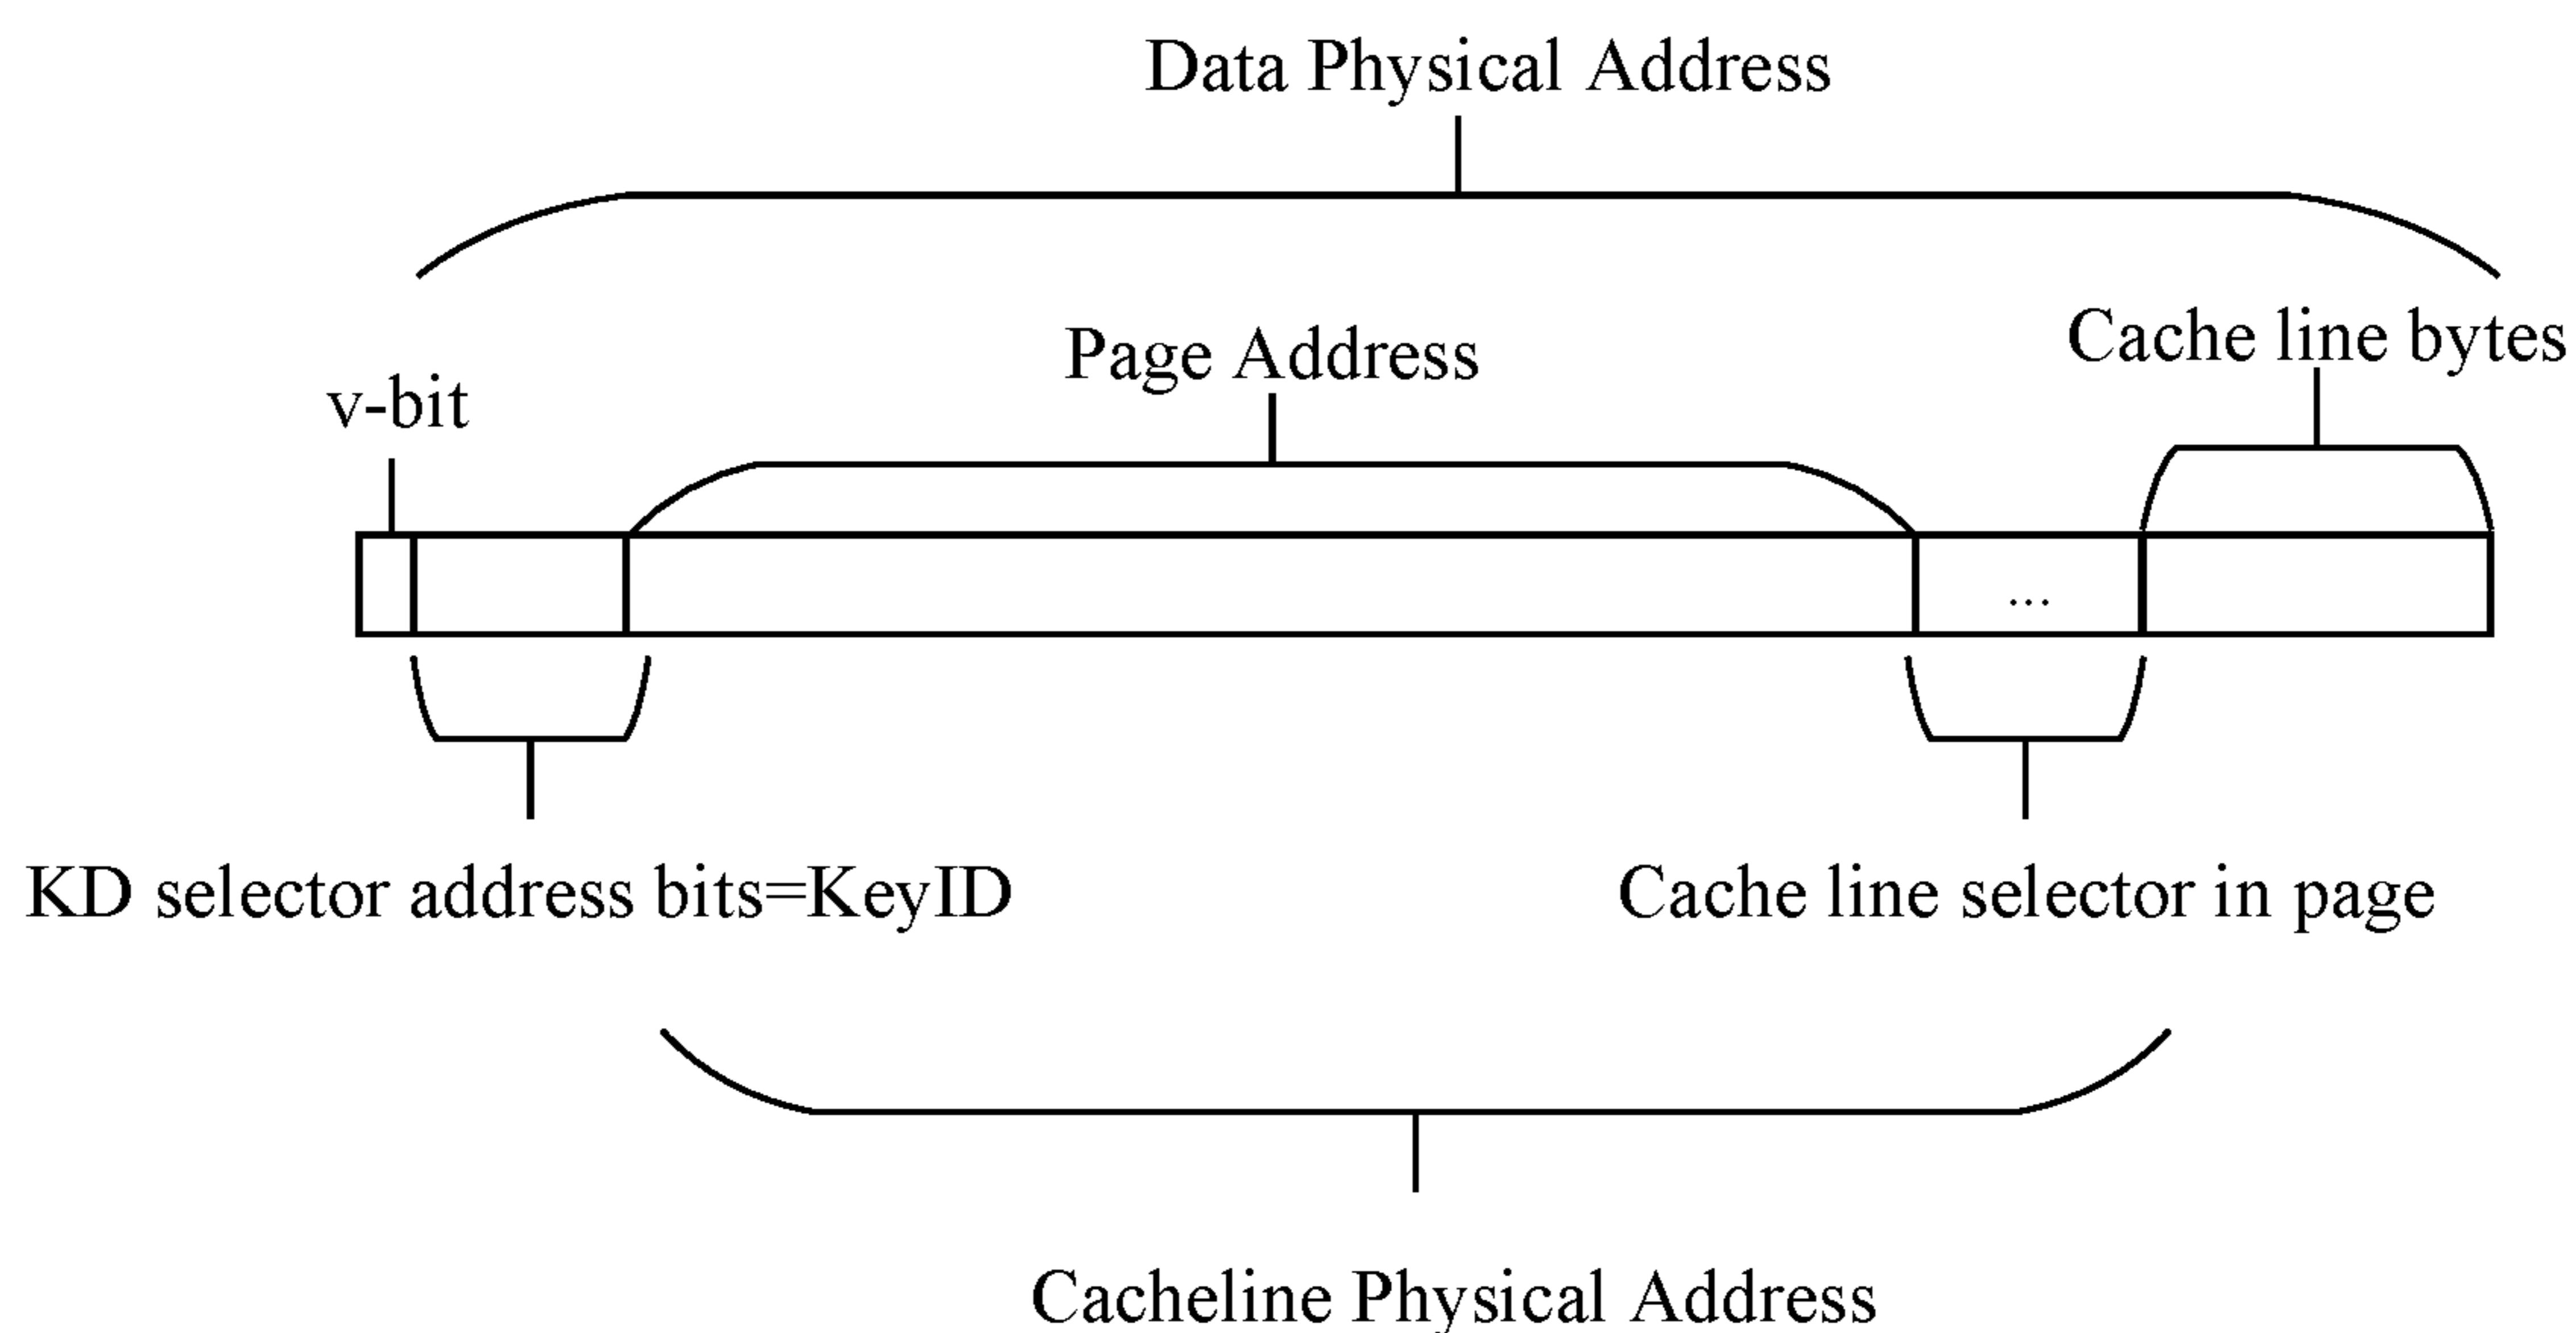 Data Physical Address
Cache line bytes
Page Address
v-bit
...
KD selector address bits=KeyID
Cache line selector in page
Cacheline Physical Address